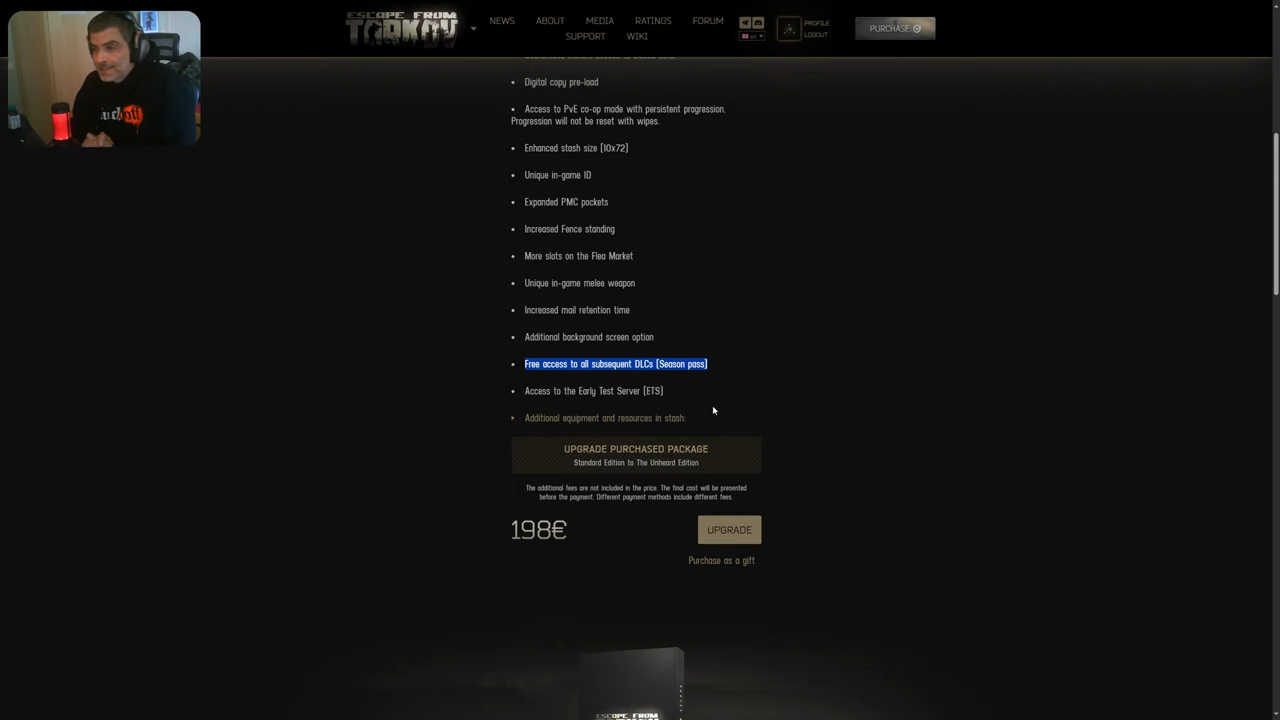 ESCAPE FROM
TARKOV
NEWS
ABOUT
MEDIA
RATINGS
FORUM
SUPPORT
WIKI
en
PROFILE
LOGOUT
PURCHASE
• Digital copy pre-load
• Access to PvE co-op mode with persistent progression.
Progression will not be reset with wipes.
• Enhanced stash size (10x72)
• Unique in-game ID
• Expanded PMC pockets
• Increased Fence standing
• More slots on the Flea Market
• Unique in-game melee weapon
• Increased mail retention time
• Additional background screen option
• Free access to all subsequent DLCs (Season pass)
• Access to the Early Test Server (ETS)
Additional equipment and resources in stash:
UPGRADE PURCHASED PACKAGE
Standard Edition to The Unheard Edition
The additional fees are not included in the price. The final cost will be presented
before the payment. Different payment methods include different fees.
198€
UPGRADE
Purchase as a gift
ESCAPE FROM